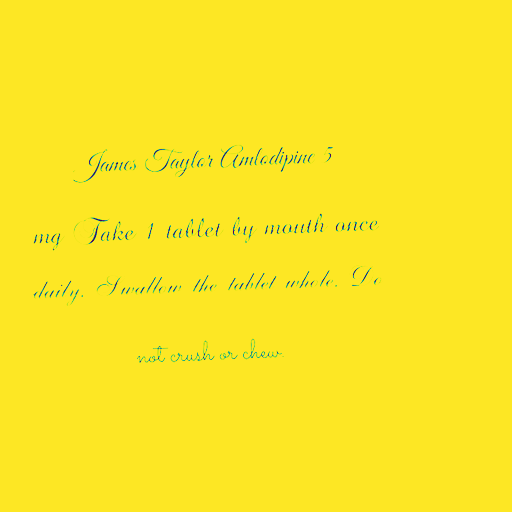 James Taylor Amlodipine 5
mg Take 1 tablet by mouth once
daily. Swallow the tablet whole. Do
not crush or chew.